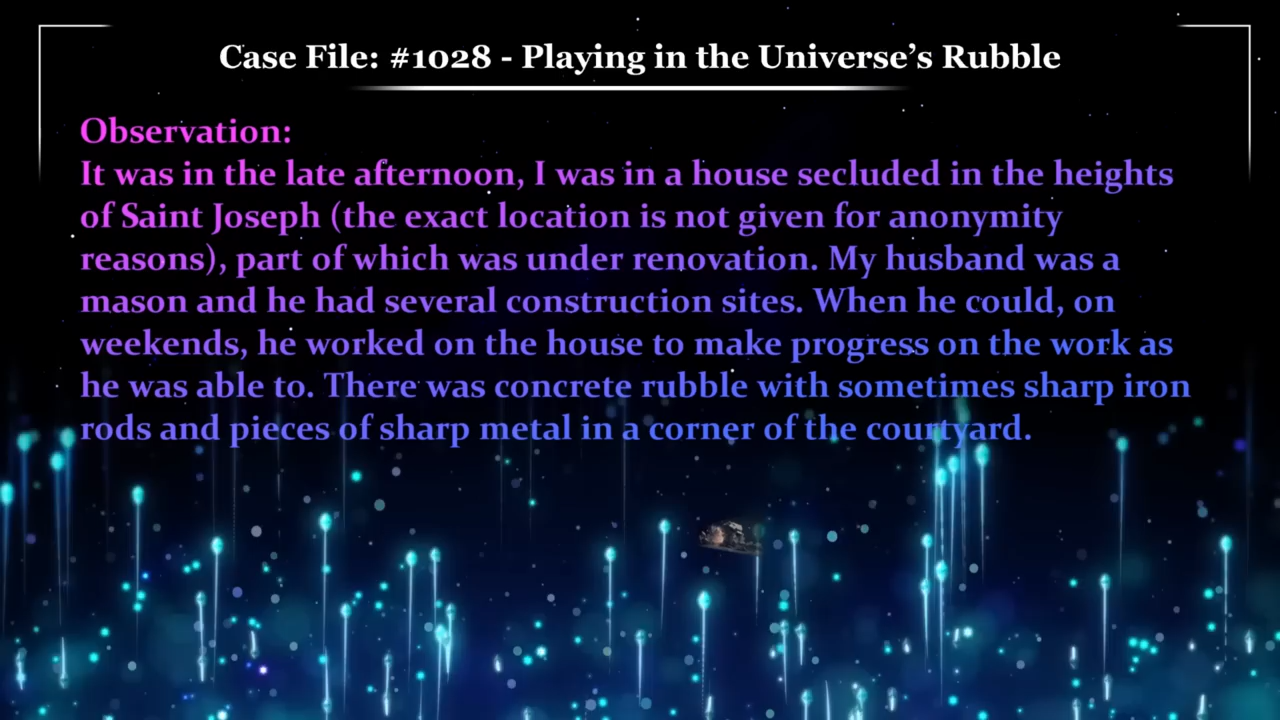 Case File: #1028 - Playing in the Universe’s Rubble
Observation:
It was in the late afternoon, I was in a house secluded in the heights
of Saint Joseph (the exact location is not given for anonymity
reasons), part of which was under renovation. My husband was a
mason and he had several construction sites. When he could, on
weekends, he worked on the house to make progress on the work as
he was able to. There was concrete rubble with sometimes sharp iron
rods and pieces of sharp metal in a corner of the courtyard.